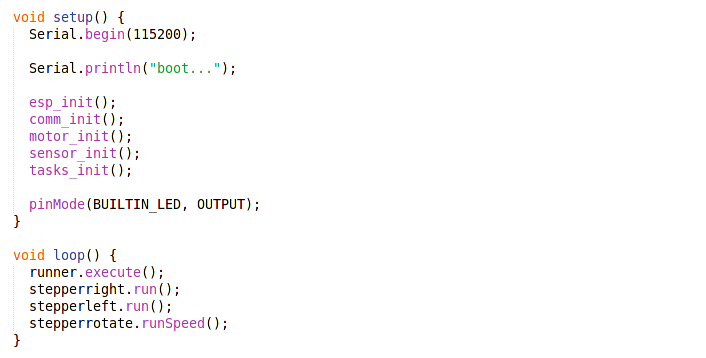 void setup() {
  Serial.begin(115200);

  Serial.println("boot...");

  esp_init();
  comm_init();
  motor_init();
  sensor_init();
  tasks_init();

  pinMode(BUILTIN_LED, OUTPUT);
}

void loop() {
  runner.execute();
  stepperright.run();
  stepperleft.run();
  stepperrotate.runSpeed();
}